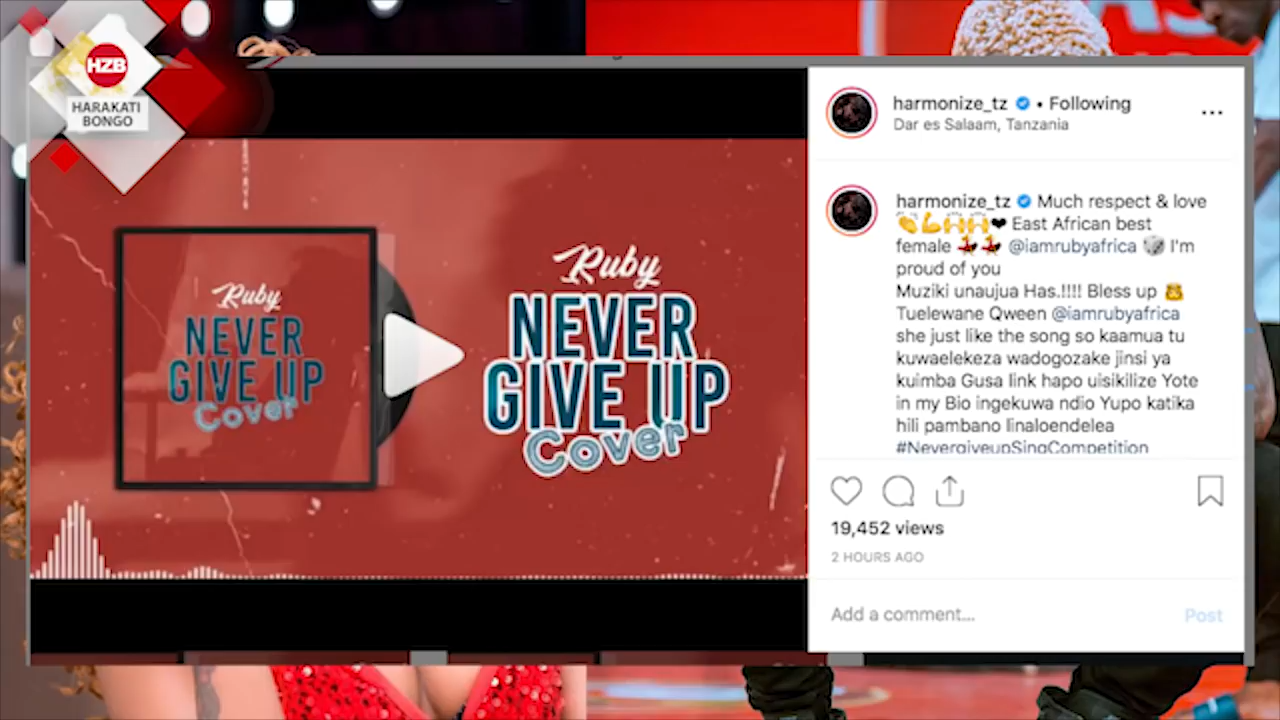 HZB
HARAKATI
BONGO
Ruby
NEVER
GIVE UP
Cover
Ruby
NEVER
GIVE UP
Cover
harmonize_tz • Following
Dar es Salaam, Tanzania
harmonize_tz Much respect & love
👏💪🙌🙌❤ East African best
female 💃💃 @iamrubyafrica 🎲 I'm
proud of you
Muziki unaujua Has.!!!! Bless up 👸
Tuelewane Qween @iamrubyafrica
she just like the song so kaamua tu
kuwaelekeza wadogozake jinsi ya
kuimba Gusa link hapo uisikilize Yote
in my Bio ingekuwa ndio Yupo katika
hili pambano linaloendelea
#NevergiveupSingCompetition
19,452 views
2 HOURS AGO
Add a comment...
Post